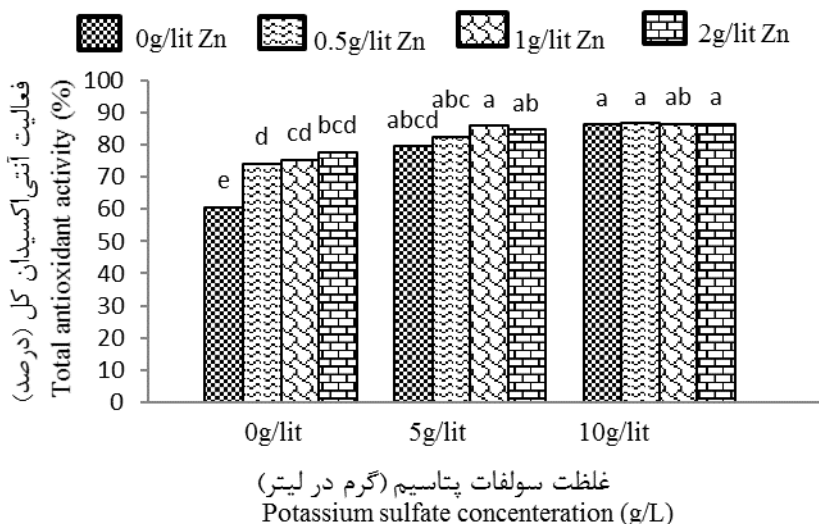 0g/lit Zn
0.5g/lit Zn
1g/lit Zn
2g/lit Zn
فعالیت آنتی‌اکسیدان کل (درصد)
Total antioxidant activity (%)
100
90
80
70
60
50
40
30
20
10
0
e
d
cd
bcd
abcd
abc
a
ab
a
a
ab
a
0g/lit
5g/lit
10g/lit
غلظت سولفات پتاسیم (گرم در لیتر)
Potassium sulfate concenteration (g/L)